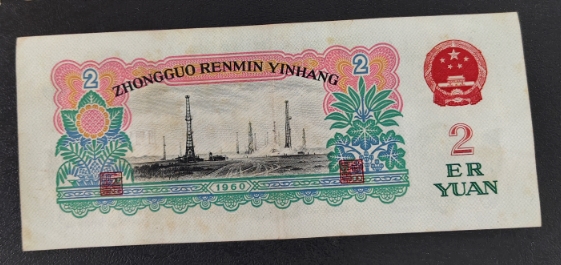 2
ZHONGGUO RENMIN YINHANG
2
1960
2
ER
YUAN